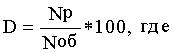 D = Np/Nоб *100, где